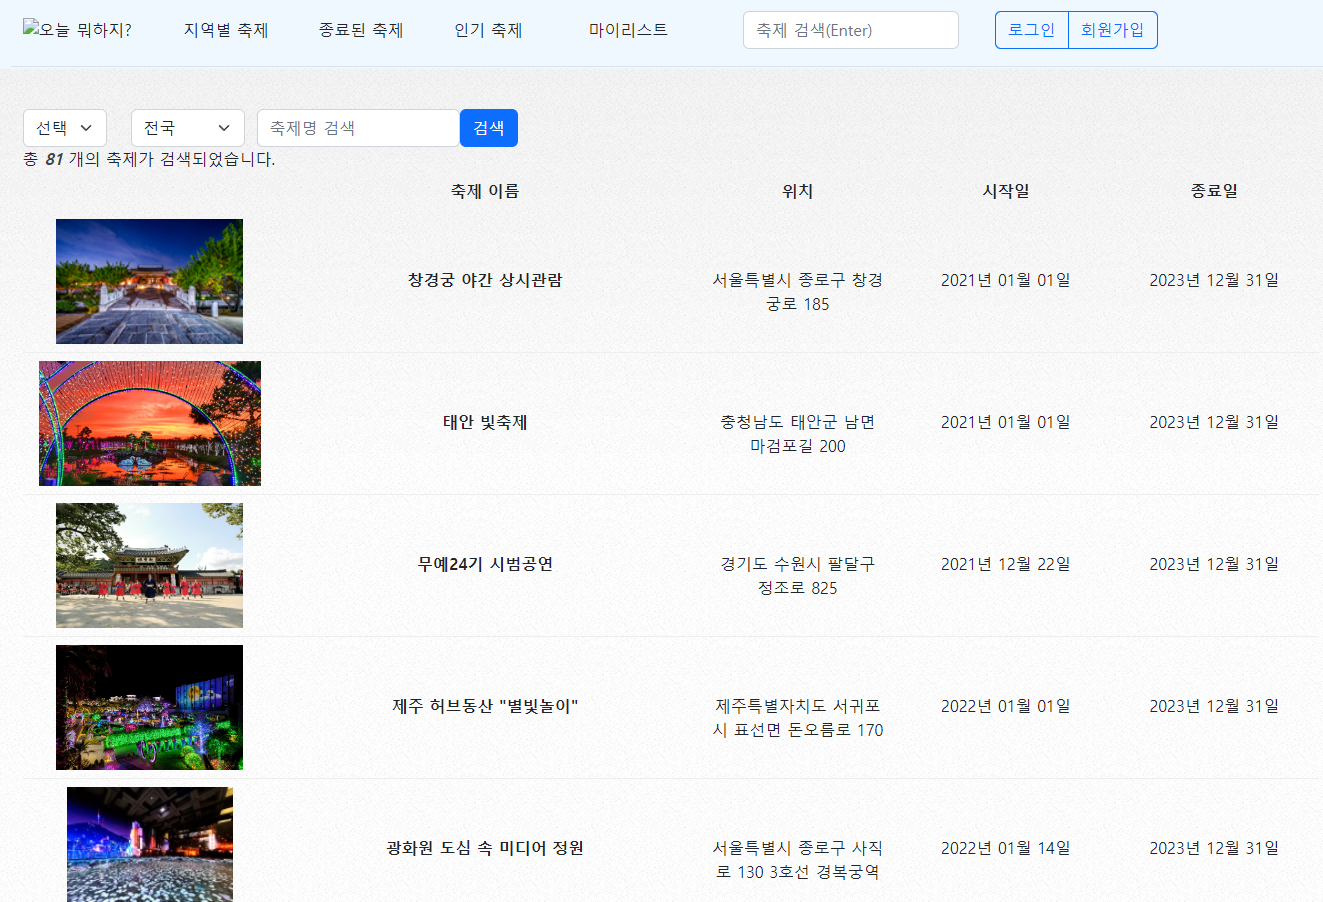 오늘 뭐하지? 지역별 축제 종료된 축제 인기 축제 마이리스트 축제 검색(Enter) 로그인 회원가입
선택 전국 축제명 검색 검색
총 81 개의 축제가 검색되었습니다.
축제 이름 위치 시작일 종료일
창경궁 야간 상시관람 서울특별시 종로구 창경 2021년 01월 01일 2023년 12월 31일
궁로 185
태안 빛축제 충청남도 태안군 남면 2021년 01월 01일 2023년 12월 31일
마검포길 200
무예24기 시범공연 경기도 수원시 팔달구 2021년 12월 22일 2023년 12월 31일
정조로 825
제주 허브동산 "별빛놀이" 제주특별자치도 서귀포 2022년 01월 01일 2023년 12월 31일
시 표선면 돈오름로 170
광화원 도심 속 미디어 정원 서울특별시 종로구 사직 2022년 01월 14일 2023년 12월 31일
로 130 3호선 경복궁역